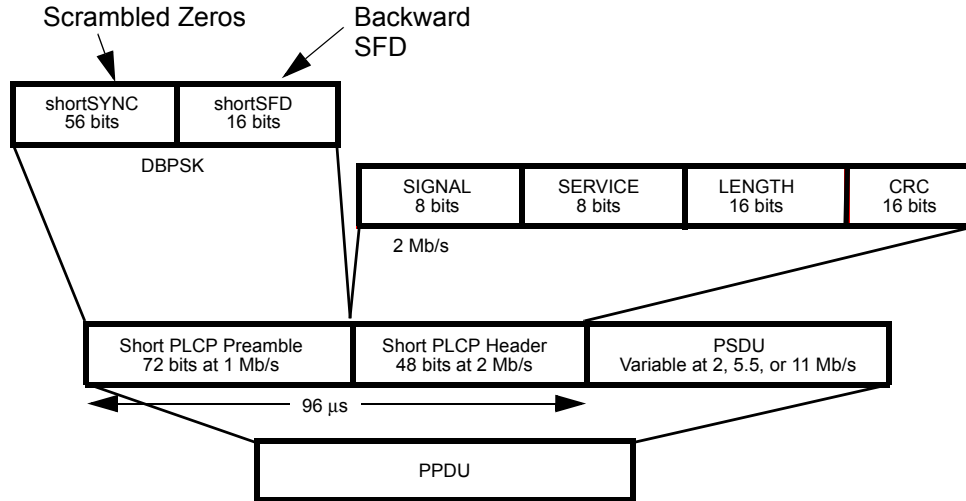 Scrambled Zeros
Backward
SFD
shortSYNC
56 bits
shortSFD
16 bits
DBPSK
SIGNAL
8 bits
SERVICE
8 bits
LENGTH
16 bits
CRC
16 bits
2 Mb/s
Short PLCP Preamble
72 bits at 1 Mb/s
Short PLCP Header
48 bits at 2 Mb/s
PSDU
Variable at 2, 5.5, or 11 Mb/s
96 μs
PPDU